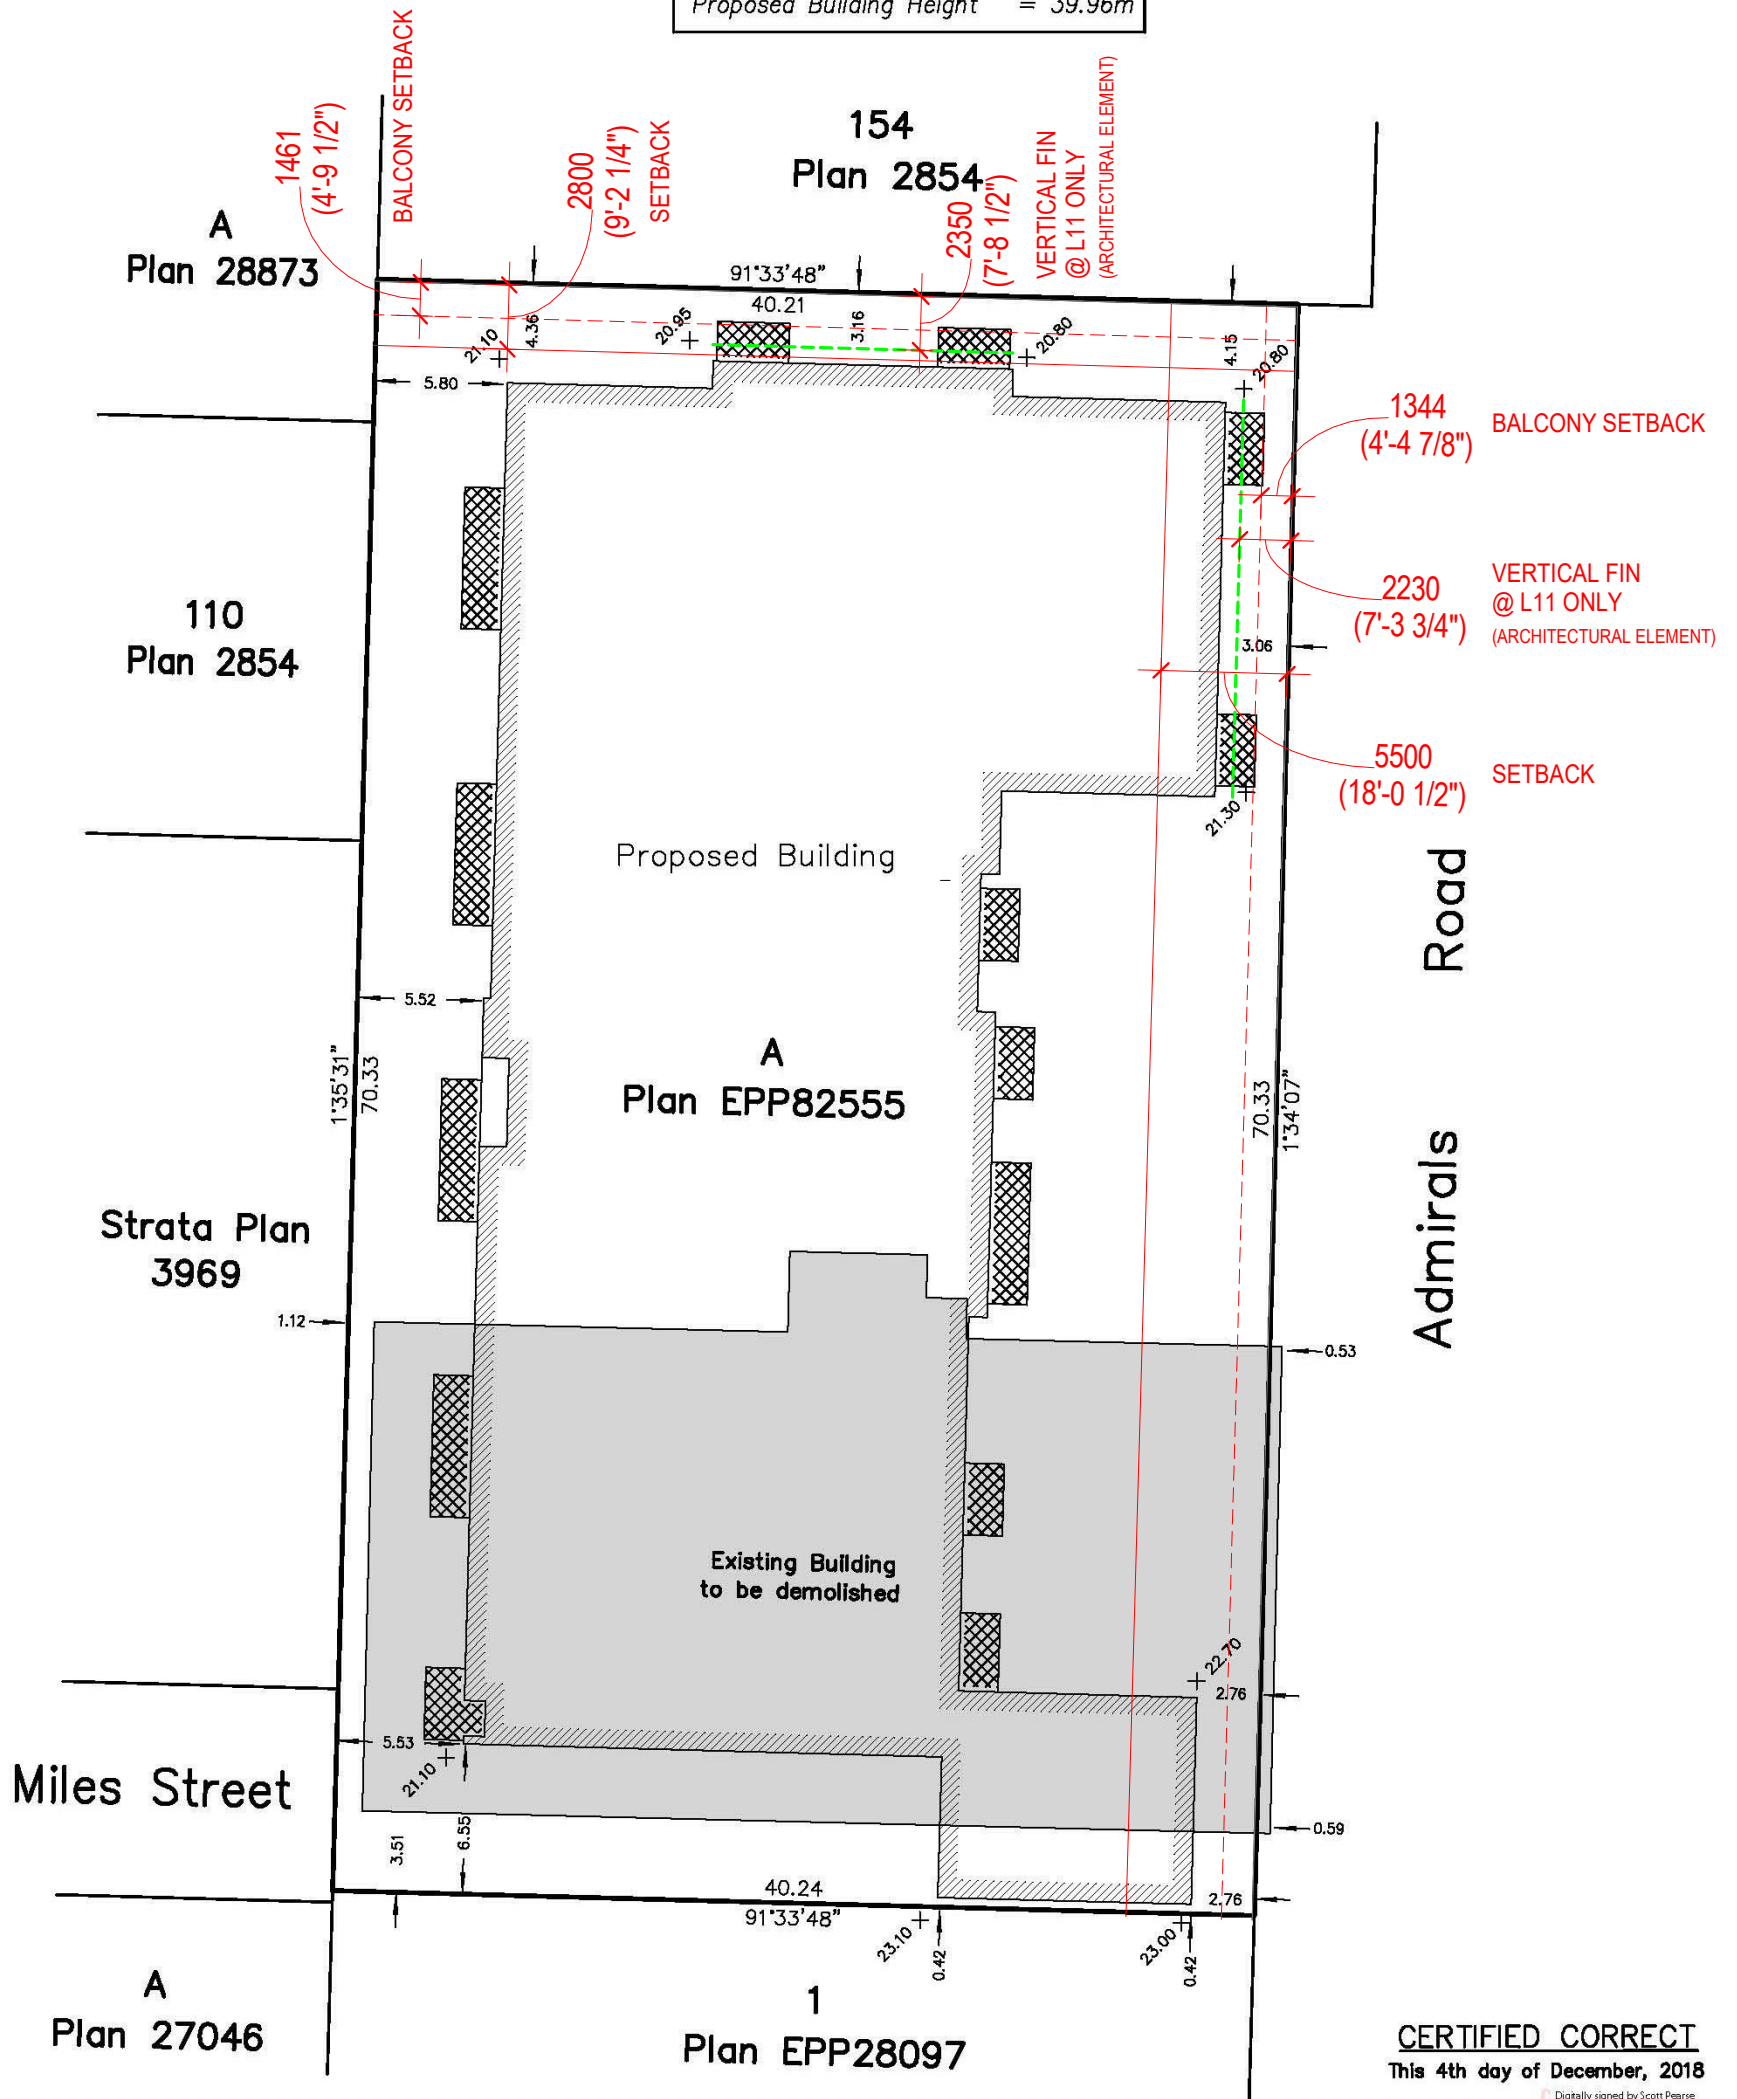 Proposed Building Height = 39.96m
1461
(4'-9 1/2")
BALCONY SETBACK
2800
(9'-2 1/4")
SETBACK
154
Plan 2854
2350
(7'-8 1/2")
VERTICAL FIN
@ L11 ONLY
(ARCHITECTURAL ELEMENT)
A
Plan 28873
91°33'48"
40.21
21.10
4.36
20.95
3.16
20.80
4.15
20.80
5.80
1344
(4'-4 7/8")
BALCONY SETBACK
2230
(7'-3 3/4")
VERTICAL FIN
@ L11 ONLY
(ARCHITECTURAL ELEMENT)
3.06
110
Plan 2854
5500
(18'-0 1/2")
SETBACK
21.30
Proposed Building
Admirals Road
5.52
A
Plan EPP82555
1°35'31"
70.33
70.33
1°34'07"
Strata Plan
3969
1.12
0.53
Existing Building
to be demolished
22.70
2.76
5.53
21.10
Miles Street
3.51
6.55
0.59
40.24
91°33'48"
2.76
23.10
0.42
23.00
0.42
A
Plan 27046
1
Plan EPP28097
CERTIFIED CORRECT
This 4th day of December, 2018
Digitally signed by Scott Pearse